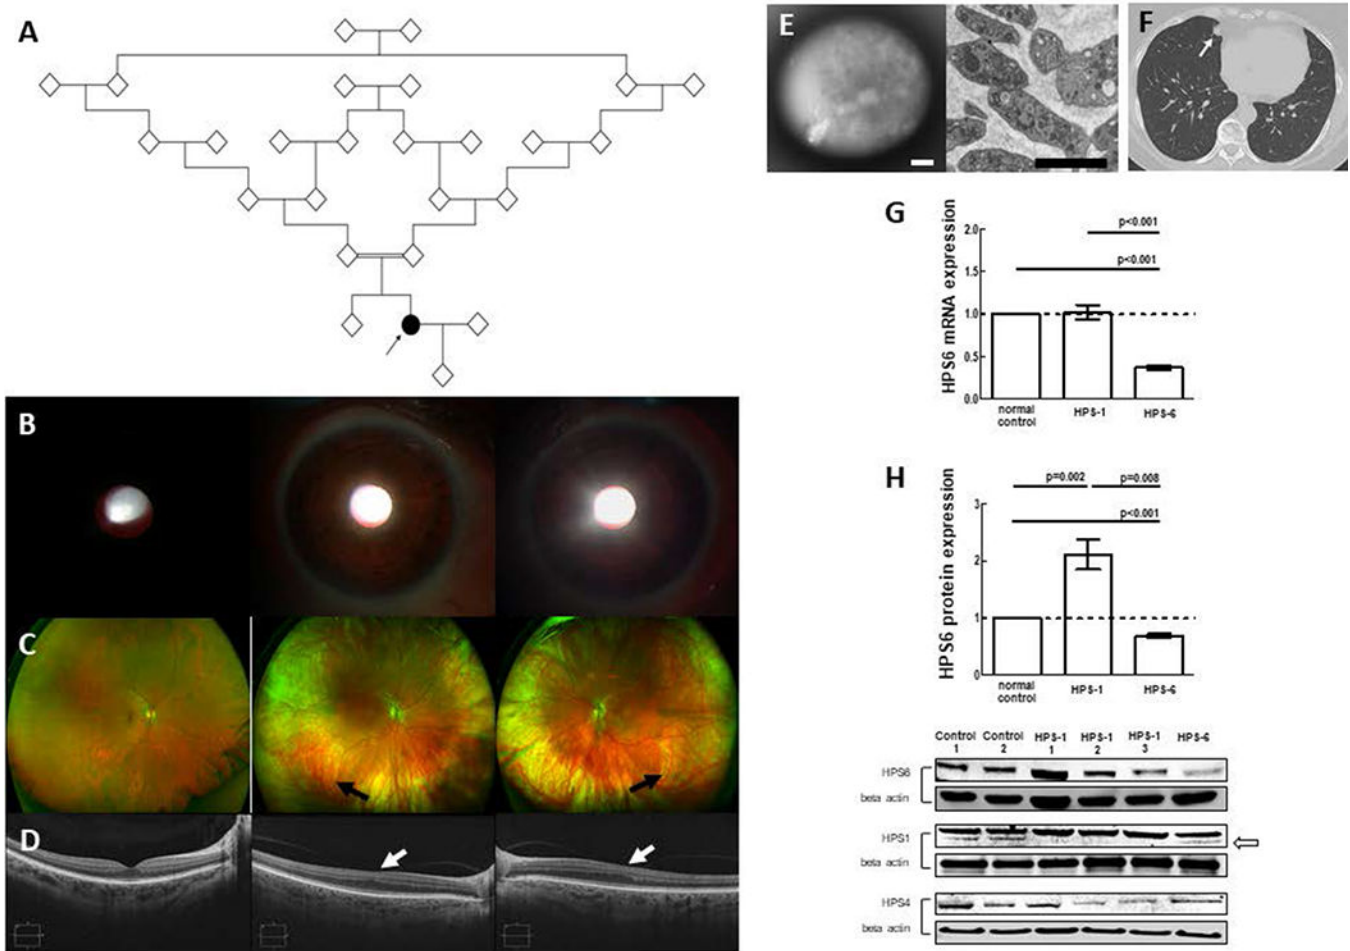 A
B
C
D
E
F
G
HPS6 mRNA expression
2.0
1.5
1.0
0.5
0.0
p<0.001
p<0.001
normal control
HPS-1
HPS-6
H
HPS6 protein expression
3
2
1
0
p=0.002
p=0.008
p<0.001
normal control
HPS-1
HPS-6
Control 1
Control 2
HPS-1 1
HPS-1 2
HPS-1 3
HPS-6
HPS6
beta actin
HPS1
beta actin
HPS4
beta actin